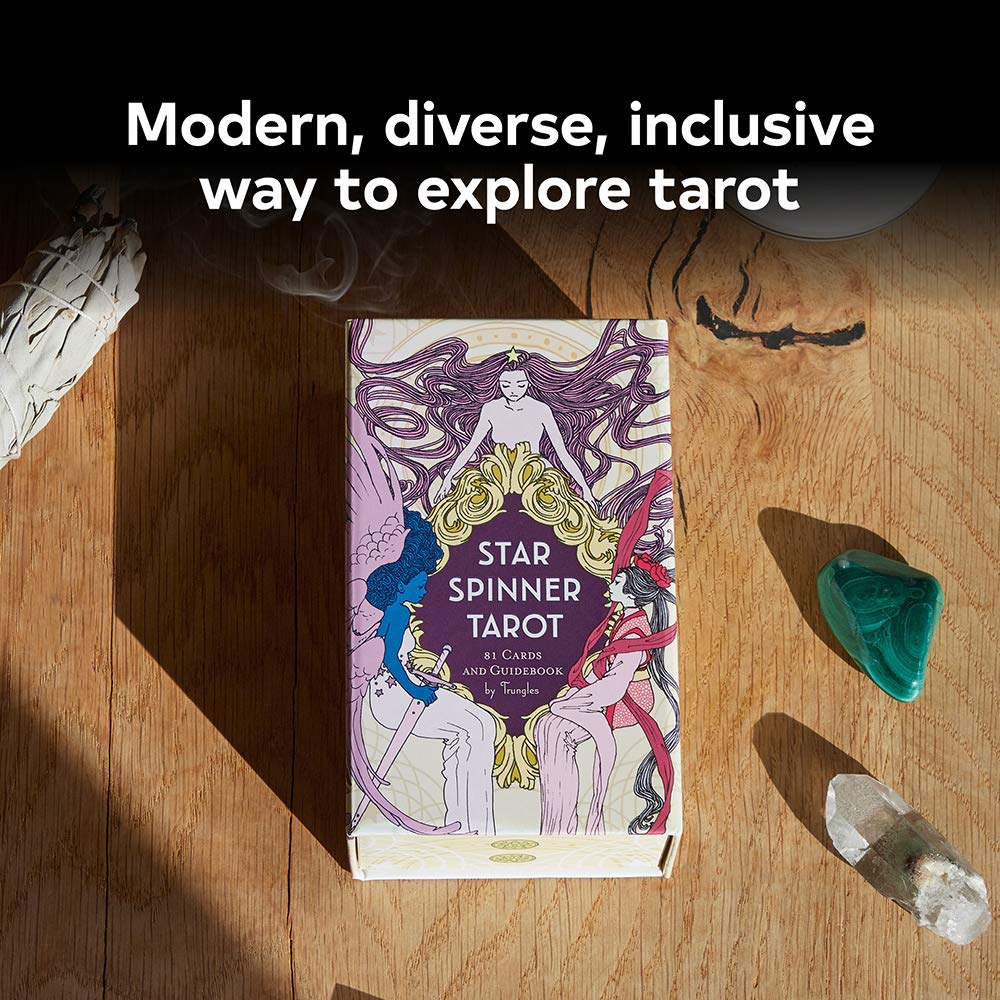 Modern, diverse, inclusive
way to explore tarot
STAR
SPINNER
TAROT
81 CARDS
AND GUIDEBOOK
by Trungles